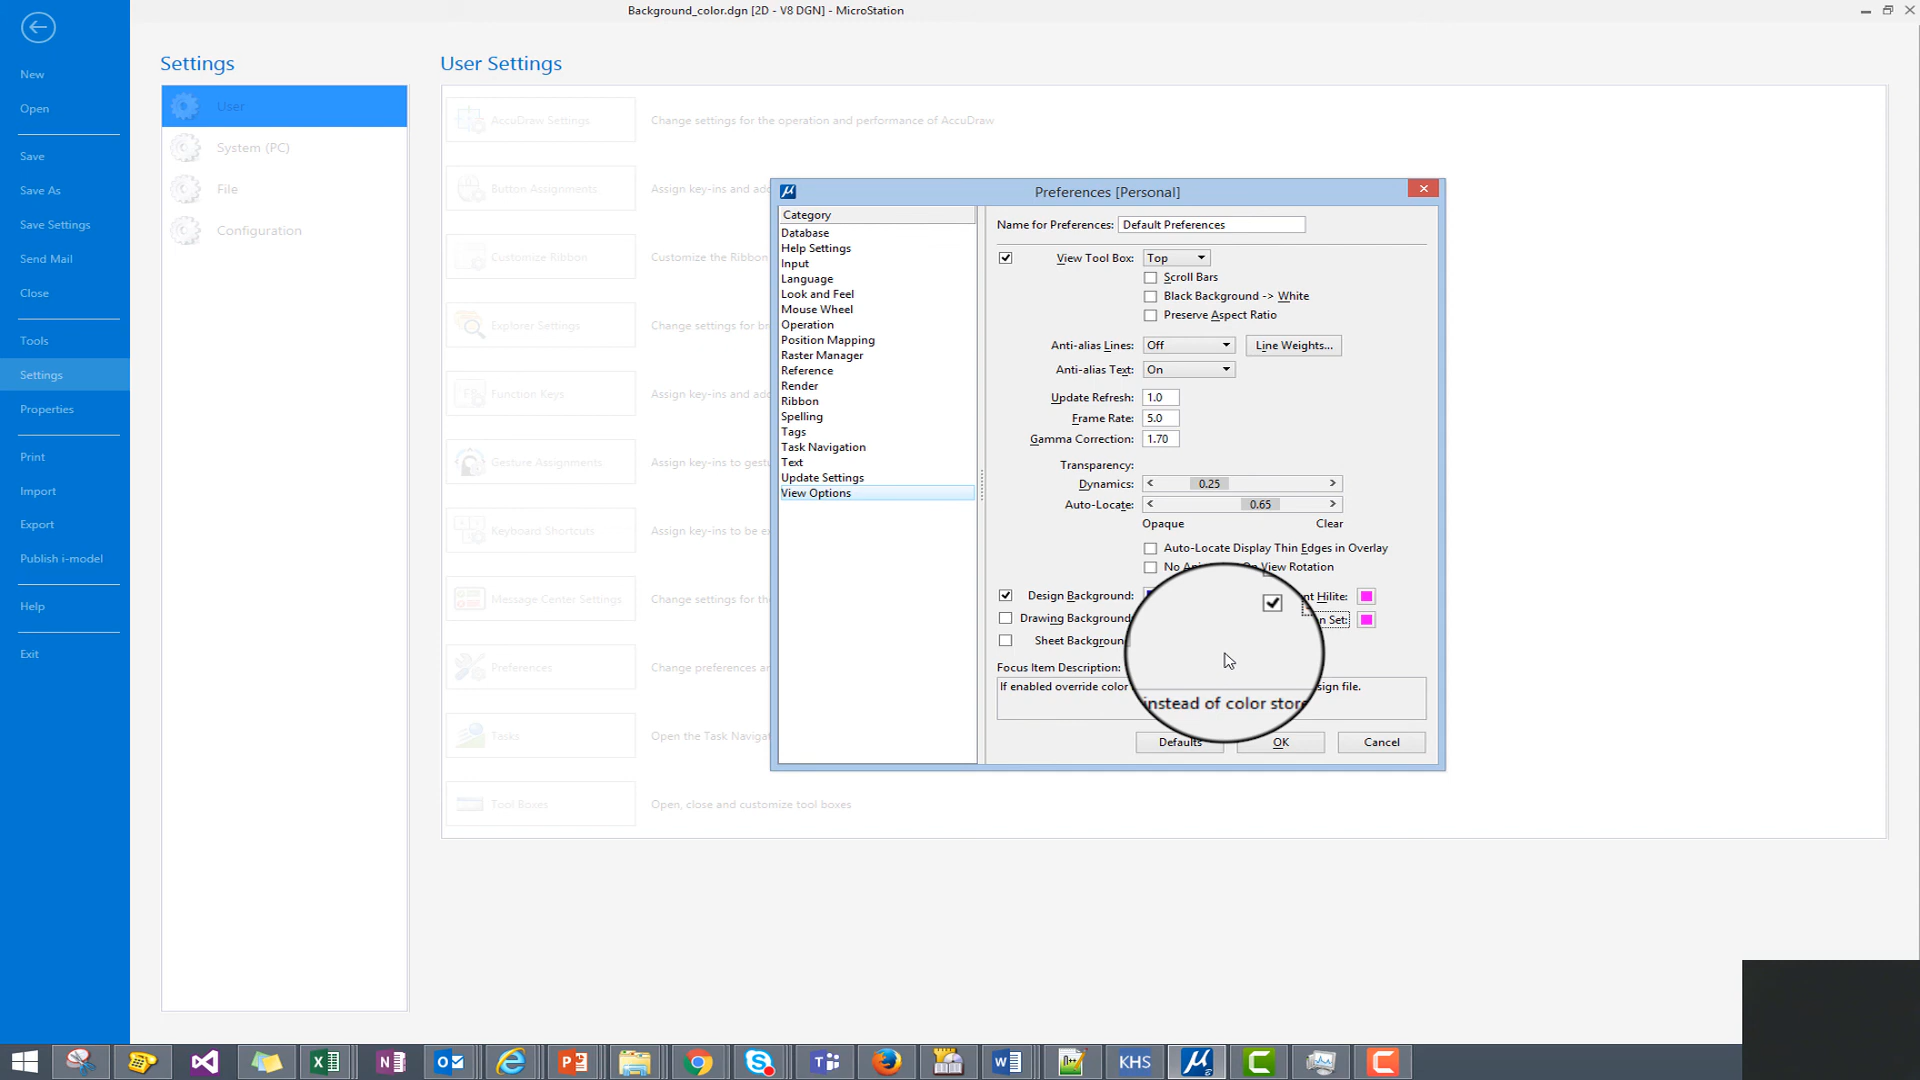 Background_color.dgn [2D - V8 DGN] - MicroStation
New
Open
Save
Save As
Save Settings
Send Mail
Close
Tools
Settings
Properties
Print
Import
Export
Publish i-model
Help
Exit
Settings
User
System (PC)
File
Configuration
User Settings
AccuDraw Settings Change settings for the operation and performance of AccuDraw
Button Assignments Assign key-ins and
Customize Ribbon Customize the Ribbon
Explorer Settings Change settings for
Function Keys Assign key-ins and
Gesture Assignments Assign key-ins to
Keyboard Shortcuts Assign key-ins to be
Message Center Settings Change settings for
Preferences Change preferences
Tasks Open the Task
Tool Boxes Open, close and customize tool boxes
Preferences [Personal]
Category
Database
Help Settings
Input
Language
Look and Feel
Mouse Wheel
Operation
Position Mapping
Raster Manager
Reference
Render
Ribbon
Spelling
Tags
Task Navigation
Text
Update Settings
View Options
Name for Preferences: Default Preferences
View Tool Box: Top
Scroll Bars
Black Background -> White
Preserve Aspect Ratio
Anti-alias Lines: Off Line Weights...
Anti-alias Text: On
Update Refresh: 1.0
Frame Rate: 5.0
Gamma Correction: 1.70
Transparency:
Dynamics: < 0.25 >
Auto-Locate: < 0.65 >
Opaque Clear
Auto-Locate Display Thin Edges in Overlay
No On View Rotation
Design Background: Hilite:
Drawing Background Set:
Sheet Background
Focus Item Description:
If enabled override color instead of color file.
Defaults OK Cancel
KHS